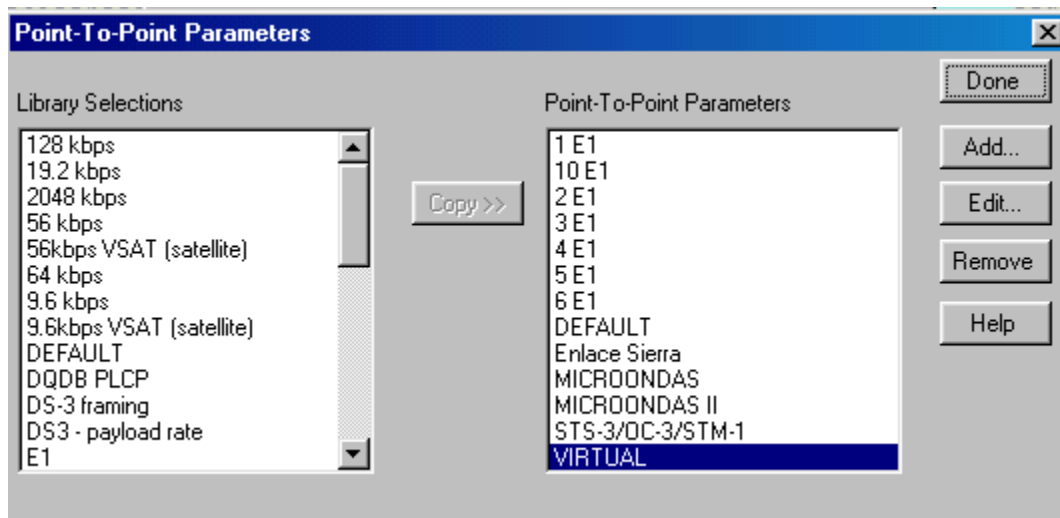 Point-To-Point Parameters
Library Selections
128 kbps
19.2 kbps
2048 kbps
56 kbps
56kbps VSAT (satellite)
64 kbps
9.6 kbps
9.6kbps VSAT (satellite)
DEFAULT
DQDB PLCP
DS-3 framing
DS3 - payload rate
E1
Copy >>
Point-To-Point Parameters
1 E1
10 E1
2 E1
3 E1
4 E1
5 E1
6 E1
DEFAULT
Enlace Sierra
MICROONDAS
MICROONDAS II
STS-3/OC-3/STM-1
VIRTUAL
Done
Add...
Edit...
Remove
Help